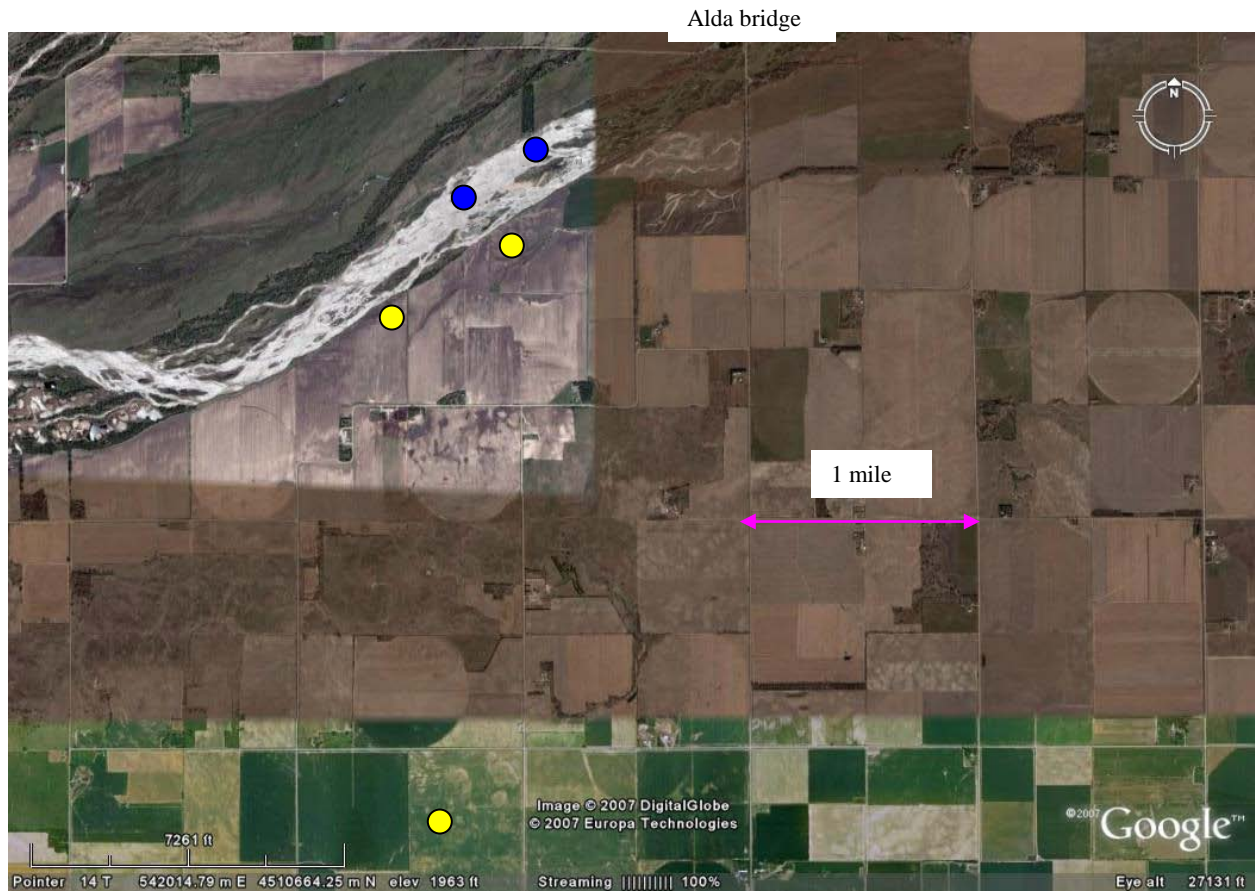 Alda bridge
N
1 mile
Image © 2007 DigitalGlobe
© 2007 Europa Technologies
© 2007 Google™
7261 ft
Pointer 14 T 542014.79 m E 4510664.25 m N elev 1963 ft Streaming |||||||||| 100% Eye alt 27131 ft